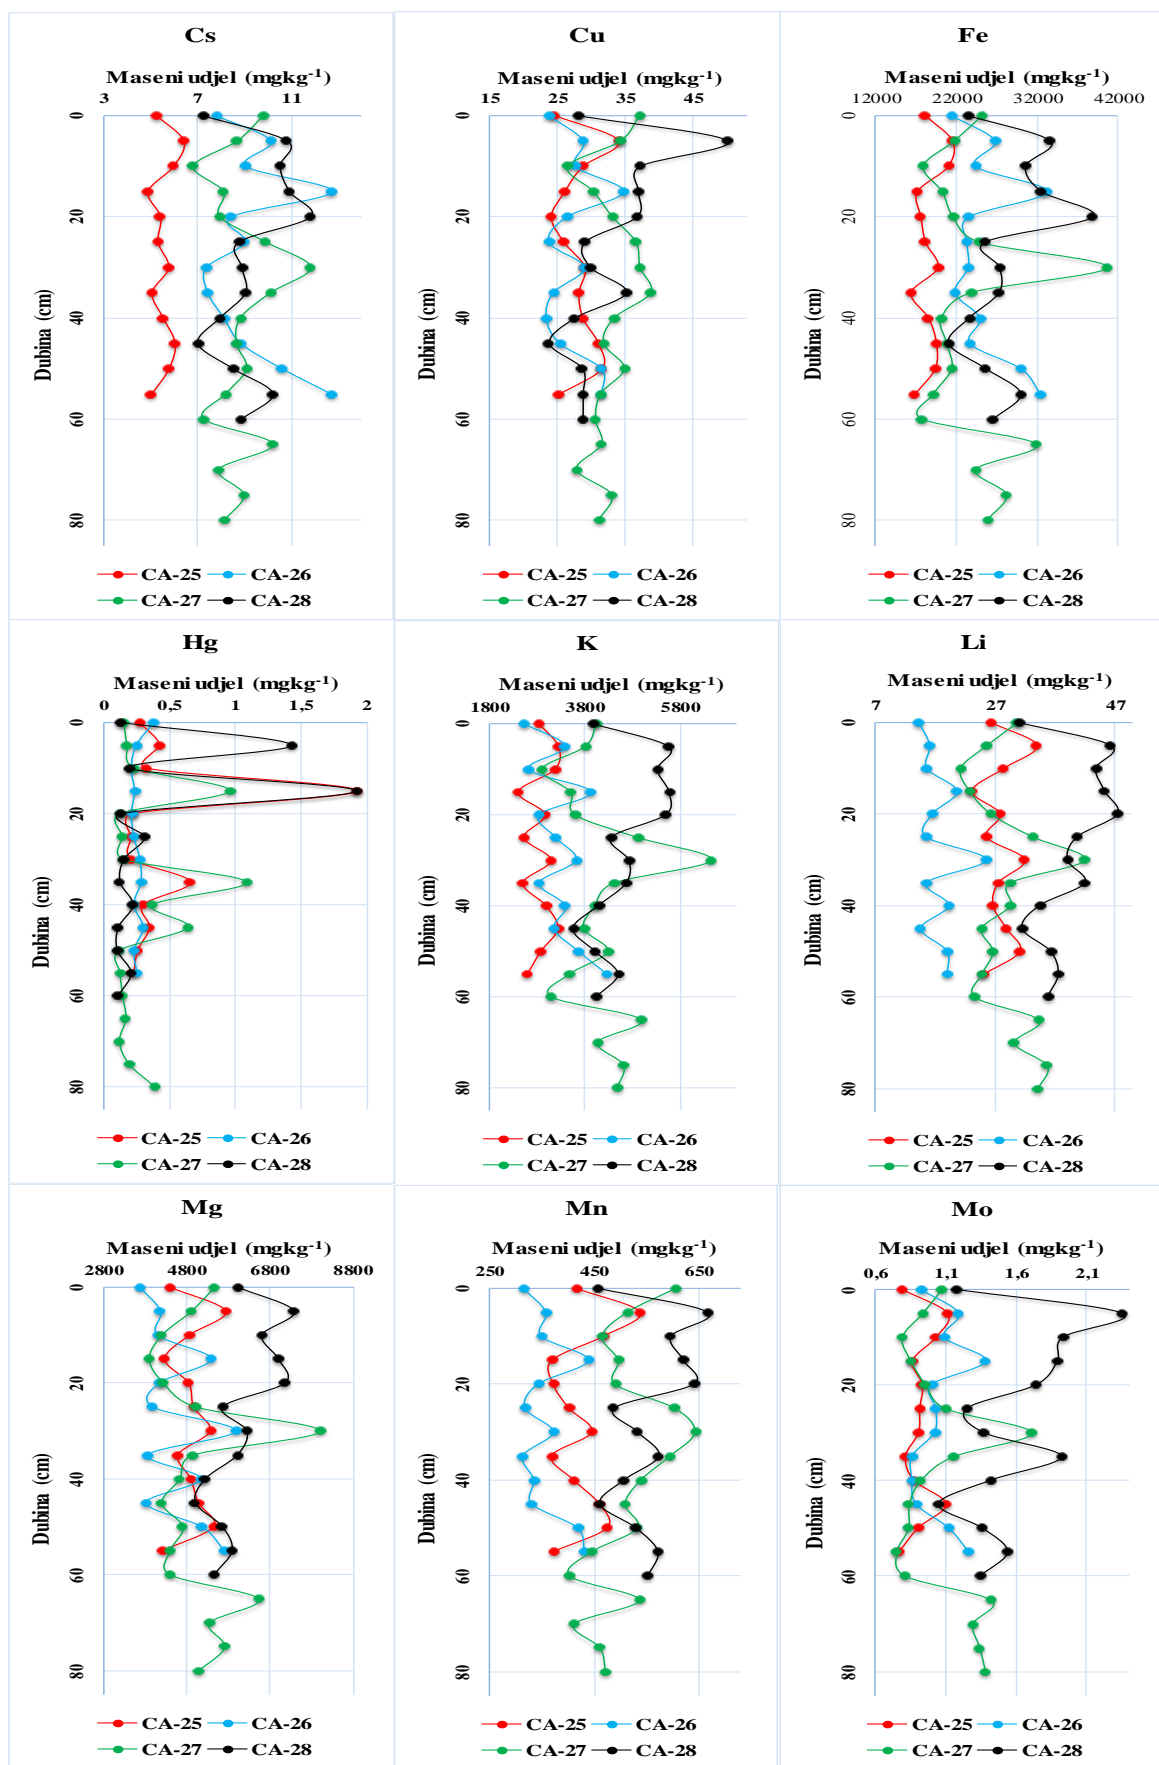 Cs
Maseni udjel (mgkg-1)
3 7 11
0
20
40
60
80
Dubina (cm)
CA-25 CA-26
CA-27 CA-28
Cu
Maseni udjel (mgkg-1)
15 25 35 45
0
20
40
60
80
Dubina (cm)
CA-25 CA-26
CA-27 CA-28
Fe
Maseni udjel (mgkg-1)
12000 22000 32000 42000
0
20
40
60
80
Dubina (cm)
CA-25 CA-26
CA-27 CA-28
Hg
Maseni udjel (mgkg-1)
0 0,5 1 1,5 2
0
20
40
60
80
Dubina (cm)
CA-25 CA-26
CA-27 CA-28
K
Maseni udjel (mgkg-1)
1800 3800 5800
0
20
40
60
80
Dubina (cm)
CA-25 CA-26
CA-27 CA-28
Li
Maseni udjel (mgkg-1)
7 27 47
0
20
40
60
80
Dubina (cm)
CA-25 CA-26
CA-27 CA-28
Mg
Maseni udjel (mgkg-1)
2800 4800 6800 8800
0
20
40
60
80
Dubina (cm)
CA-25 CA-26
CA-27 CA-28
Mn
Maseni udjel (mgkg-1)
250 450 650
0
20
40
60
80
Dubina (cm)
CA-25 CA-26
CA-27 CA-28
Mo
Maseni udjel (mgkg-1)
0,6 1,1 1,6 2,1
0
20
40
60
80
Dubina (cm)
CA-25 CA-26
CA-27 CA-28